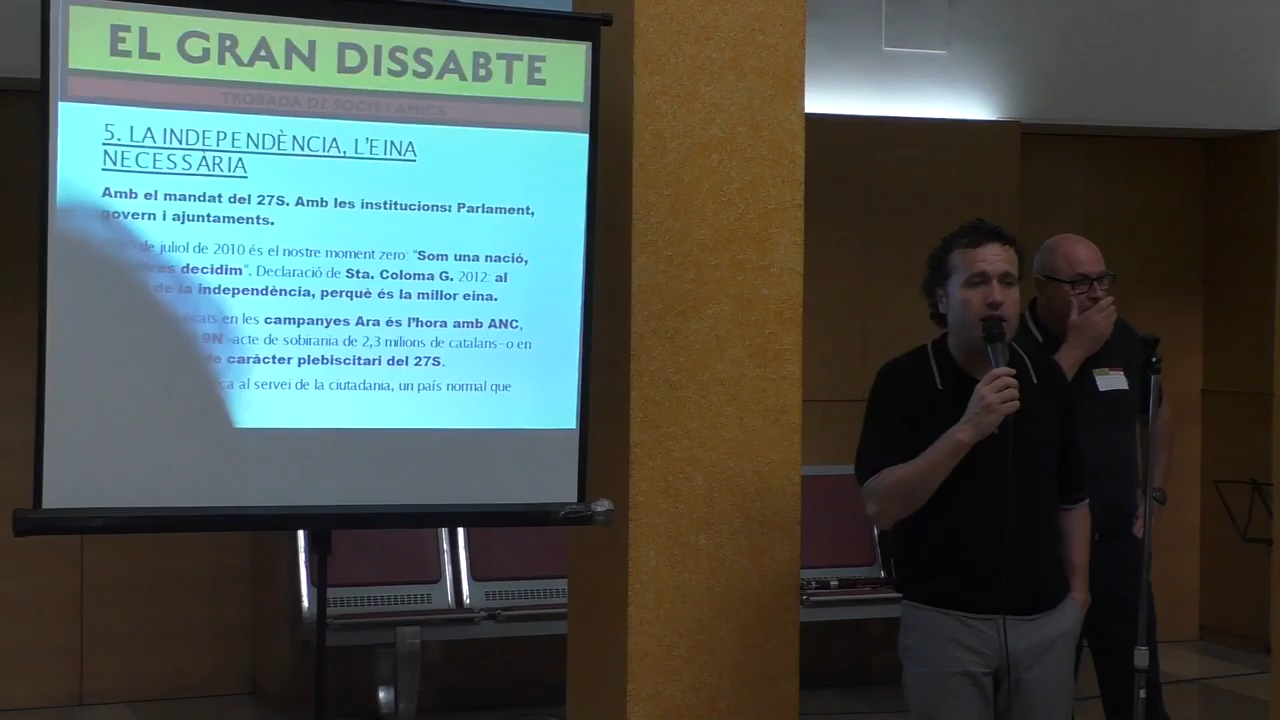 EL GRAN DISSABTE
TROBADA DE SOCIS I AMICS
5. LA INDEPENDÈNCIA, L'EINA
NECESSÀRIA
Amb el mandat del 27S. Amb les institucions: Parlament,
govern i ajuntaments.
de juliol de 2010 és el nostre moment zero: "Som una nació,
decidim". Declaració de Sta. Coloma G. 2012: al
de la independència, perquè és la millor eina.
en les campanyes Ara és l'hora amb ANC,
9N -acte de sobirania de 2,3 milions de catalans-o en
de caràcter plebiscitari del 27S.
al servei de la ciutadania, un país normal que